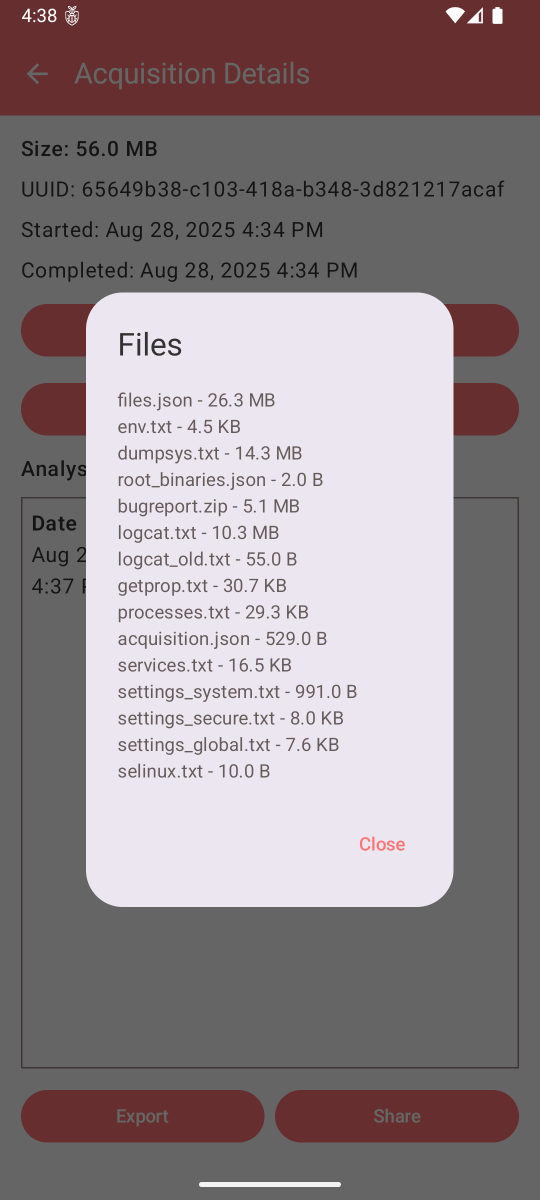 4:38
Acquisition Details
Size: 56.0 MB
UUID: 65649b38-c103-418a-b348-3d821217acaf
Started: Aug 28, 2025 4:34 PM
Completed: Aug 28, 2025 4:34 PM
Files
files.json - 26.3 MB
env.txt - 4.5 KB
dumpsys.txt - 14.3 MB
root_binaries.json - 2.0 B
bugreport.zip - 5.1 MB
logcat.txt - 10.3 MB
logcat_old.txt - 55.0 B
getprop.txt - 30.7 KB
processes.txt - 29.3 KB
acquisition.json - 529.0 B
services.txt - 16.5 KB
settings_system.txt - 991.0 B
settings_secure.txt - 8.0 KB
settings_global.txt - 7.6 KB
selinux.txt - 10.0 B
Close
Analys
Date
Aug 2
4:37
Export
Share